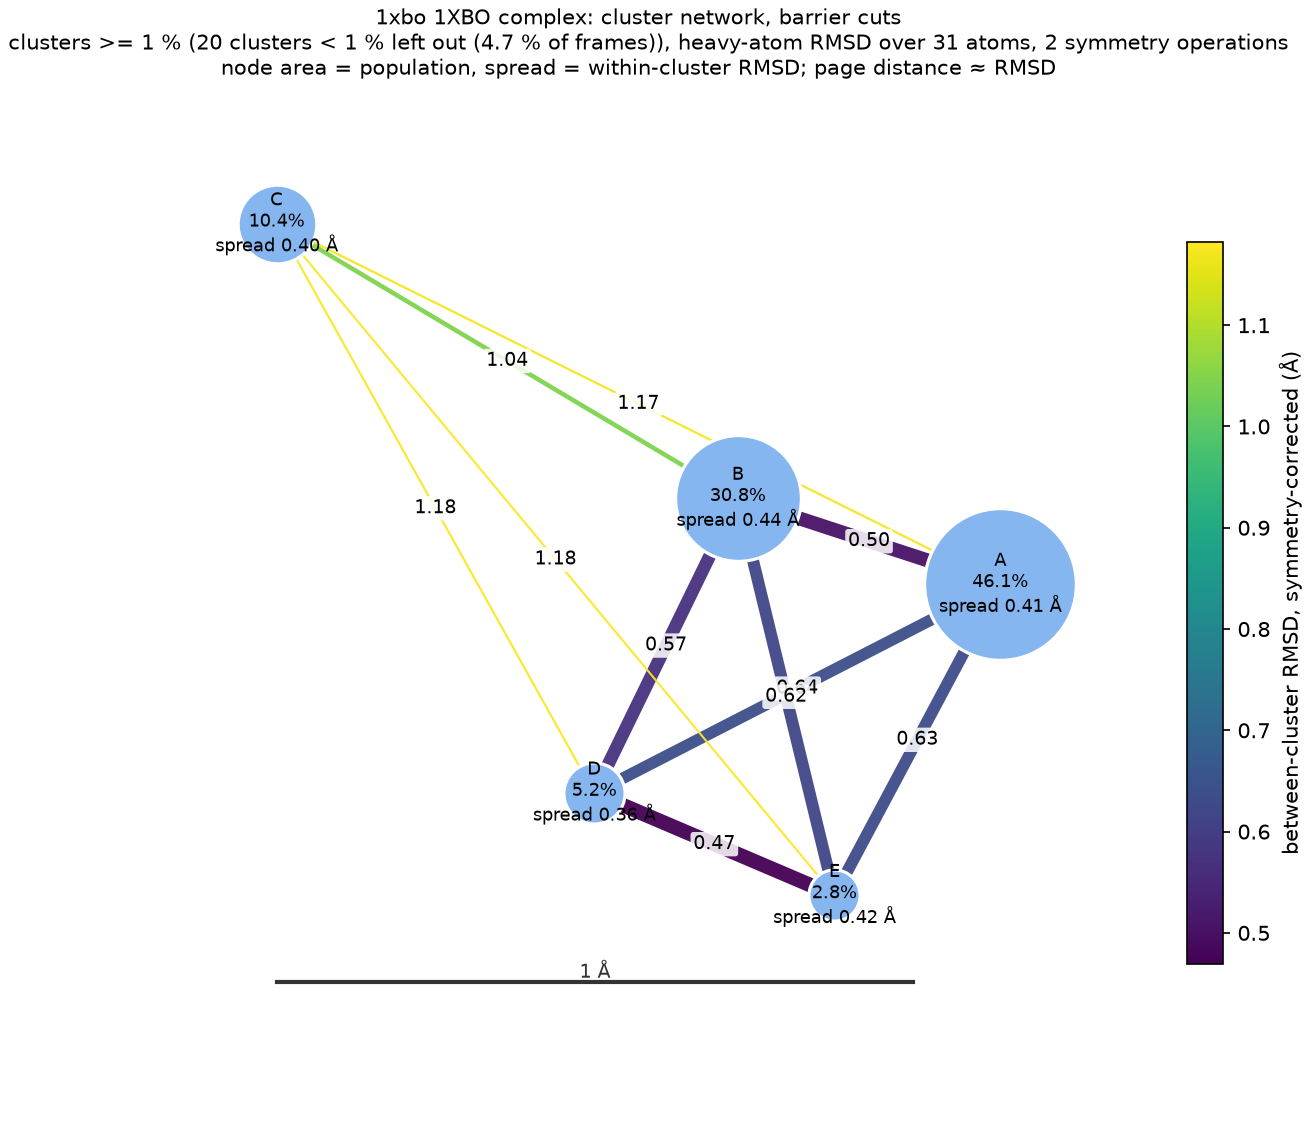 1xbo 1XBO complex: cluster network, barrier cuts
clusters >= 1 % (20 clusters < 1 % left out (4.7 % of frames)), heavy-atom RMSD over 31 atoms, 2 symmetry operations
node area = population, spread = within-cluster RMSD; page distance ≈ RMSD
C
10.4%
spread 0.40 Å
1.04
1.17
1.18
1.18
B
30.8%
spread 0.44 Å
0.50
A
46.1%
spread 0.41 Å
0.57
0.64
0.62
0.63
D
5.2%
spread 0.36 Å
0.47
E
2.8%
spread 0.42 Å
1 Å
1.1
1.0
0.9
0.8
0.7
0.6
0.5
between-cluster RMSD, symmetry-corrected (Å)